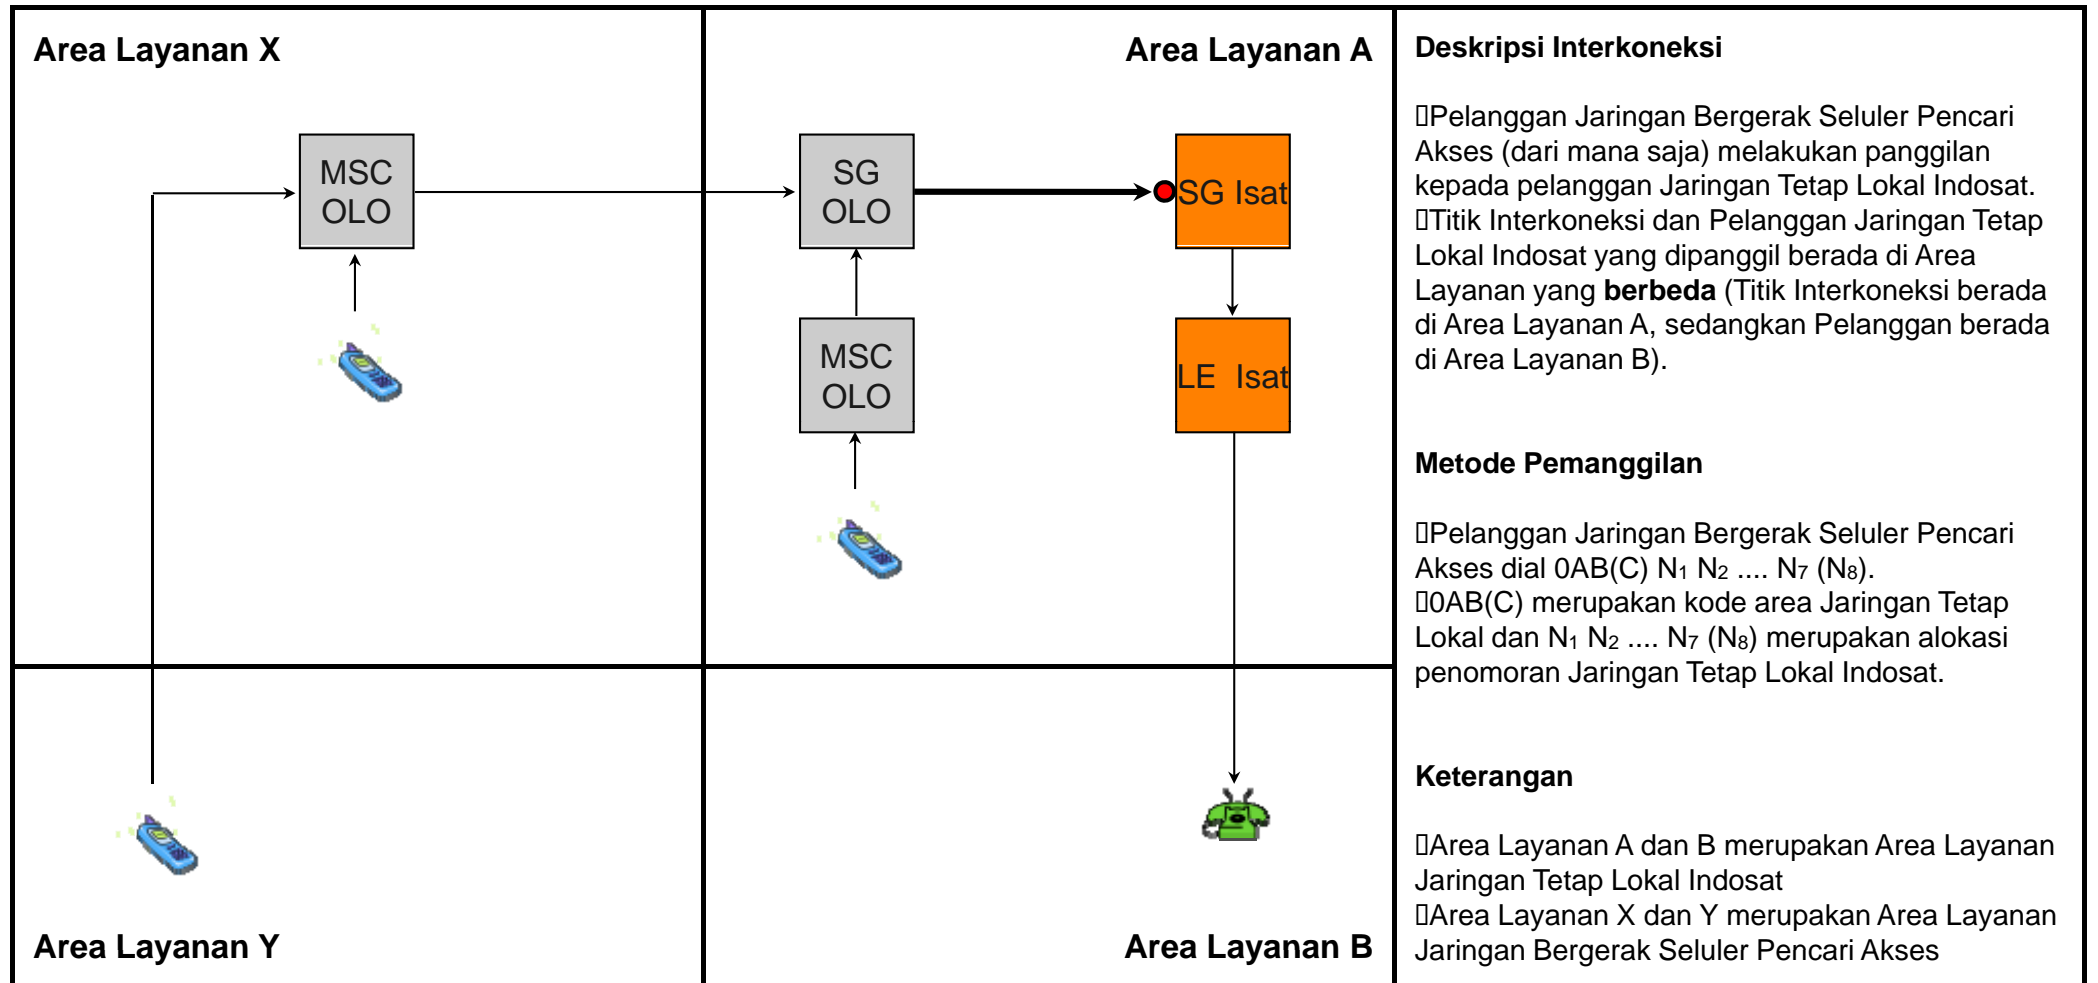 Area Layanan X
Area Layanan A
MSC
OLO
SG
OLO
SG Isat
MSC
OLO
LE Isat
Area Layanan Y
Area Layanan B
Deskripsi Interkoneksi
Pelanggan Jaringan Bergerak Seluler Pencari
Akses (dari mana saja) melakukan panggilan
kepada pelanggan Jaringan Tetap Lokal Indosat.
Titik Interkoneksi dan Pelanggan Jaringan Tetap
Lokal Indosat yang dipanggil berada di Area
Layanan yang berbeda (Titik Interkoneksi berada
di Area Layanan A, sedangkan Pelanggan berada
di Area Layanan B).
Metode Pemanggilan
Pelanggan Jaringan Bergerak Seluler Pencari
Akses dial 0AB(C) N₁ N₂ .... N₇ (N₈).
0AB(C) merupakan kode area Jaringan Tetap
Lokal dan N₁ N₂ .... N₇ (N₈) merupakan alokasi
penomoran Jaringan Tetap Lokal Indosat.
Keterangan
Area Layanan A dan B merupakan Area Layanan
Jaringan Tetap Lokal Indosat
Area Layanan X dan Y merupakan Area Layanan
Jaringan Bergerak Seluler Pencari Akses